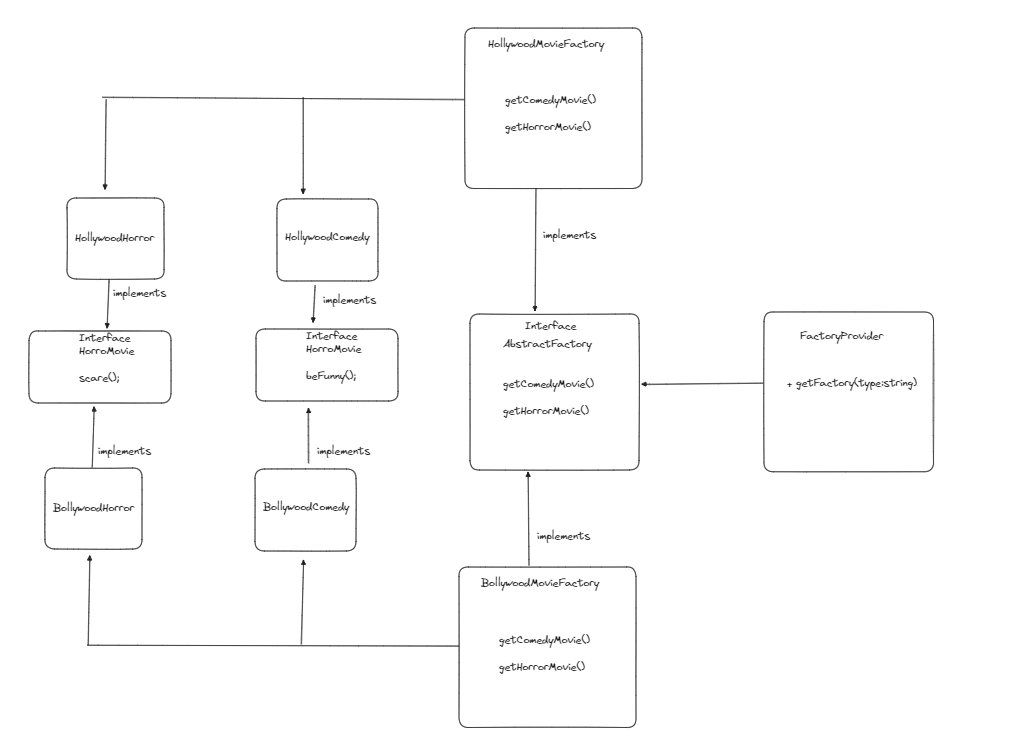 HollywoodMovieFactory
getComedyMovie()
getHorrorMovie()
HollywoodHorror
HollywoodComedy
implements
implements
implements
Interface
HorroMovie
scare();
Interface
HorroMovie
beFunny();
Interface
AbstractFactory
getComedyMovie()
getHorrorMovie()
FactoryProvider
+ getFactory(type:string)
implements
implements
BollywoodHorror
BollywoodComedy
implements
BollywoodMovieFactory
getComedyMovie()
getHorrorMovie()